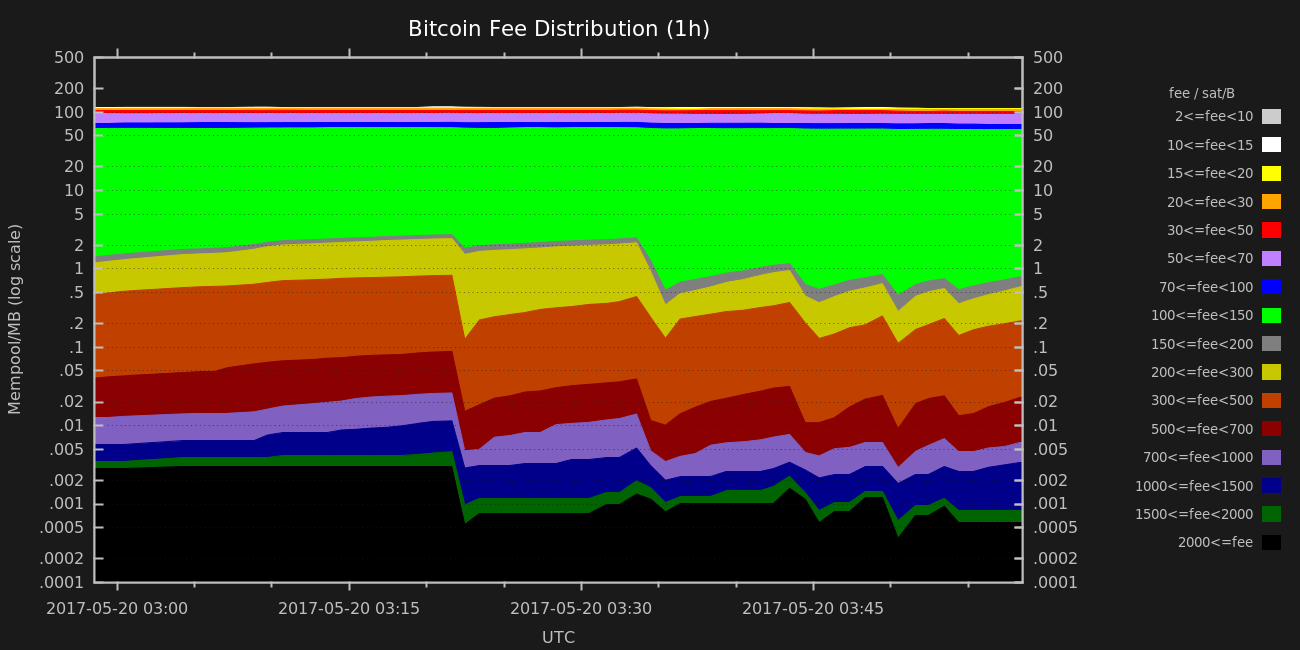 Bitcoin Fee Distribution (1h)
Mempool/MB (log scale)
500
200
100
50
20
10
5
2
1
.5
.2
.1
.05
.02
.01
.005
.002
.001
.0005
.0002
.0001
500
200
100
50
20
10
5
2
1
.5
.2
.1
.05
.02
.01
.005
.002
.001
.0005
.0002
.0001
2017-05-20 03:00
2017-05-20 03:15
2017-05-20 03:30
2017-05-20 03:45
UTC
fee / sat/B
2<=fee<10
10<=fee<15
15<=fee<20
20<=fee<30
30<=fee<50
50<=fee<70
70<=fee<100
100<=fee<150
150<=fee<200
200<=fee<300
300<=fee<500
500<=fee<700
700<=fee<1000
1000<=fee<1500
1500<=fee<2000
2000<=fee